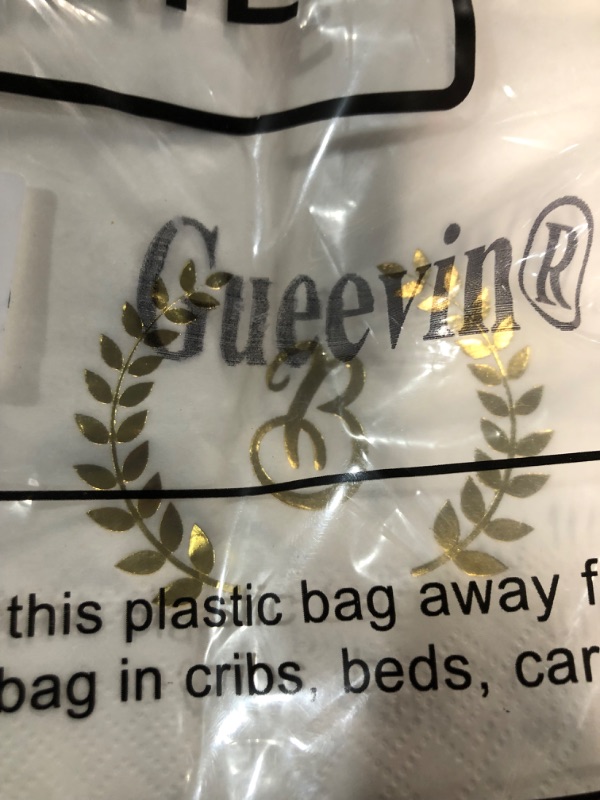 Gueevin®
B
this plastic bag away f
bag in cribs, beds, car